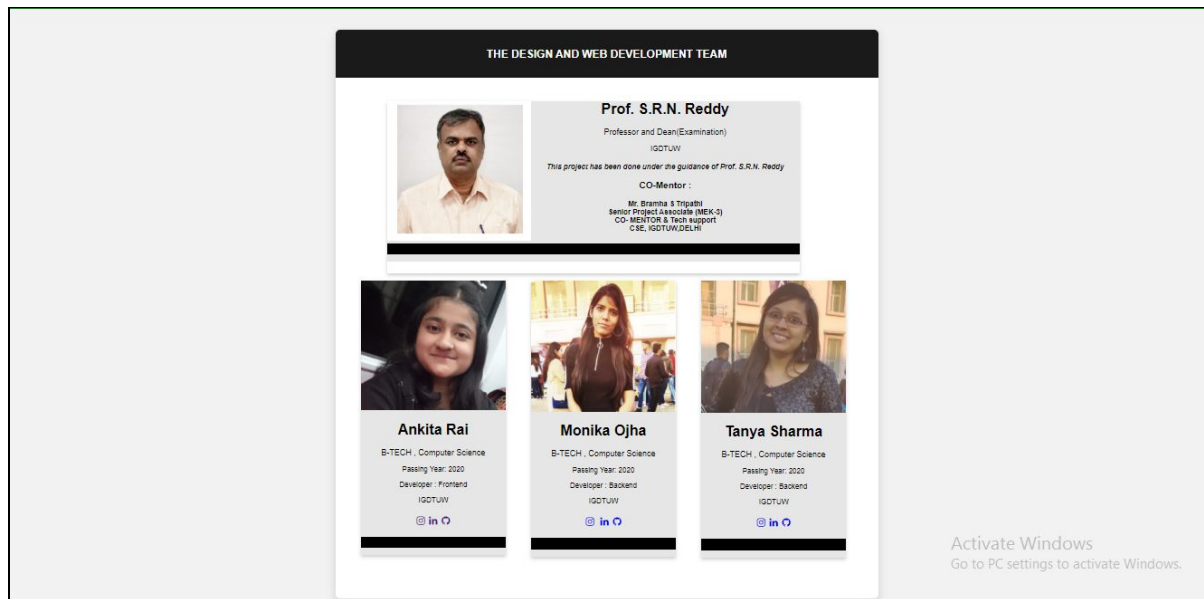 THE DESIGN AND WEB DEVELOPMENT TEAM
Prof. S.R.N. Reddy
Professor and Dean(Examination)
IGDTUW
This project has been done under the guidance of Prof. S.R.N. Reddy
CO-Mentor :
Mr. Bramha S Tripathi
Senior Project Associate (MEK-3)
CO- MENTOR & Tech support
CSE, IGDTUW,DELHI
Ankita Rai
B-TECH , Computer Science
Passing Year: 2020
Developer : Frontend
IGDTUW
in
Monika Ojha
B-TECH , Computer Science
Passing Year: 2020
Developer : Backend
IGDTUW
in
Tanya Sharma
B-TECH , Computer Science
Passing Year: 2020
Developer : Backend
IGDTUW
in
Activate Windows
Go to PC settings to activate Windows.